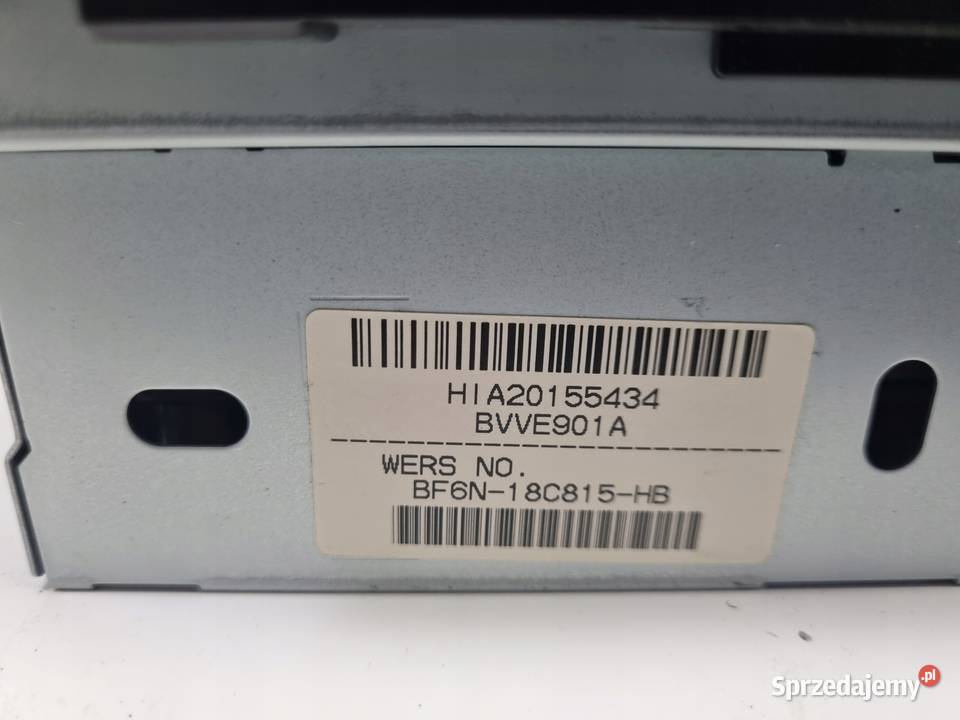 HIA20155434
BVVE901A
WERS NO.
BF6N-18C815-HB
Sprzedajemy.pl